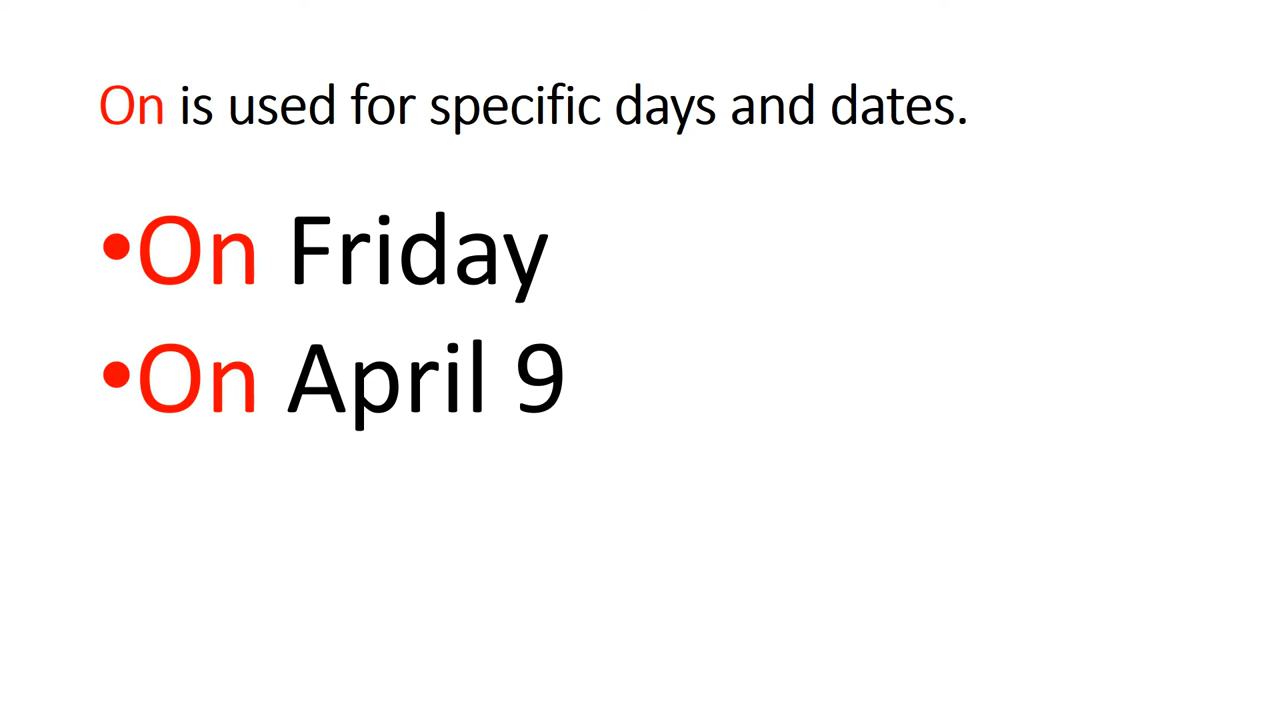 On is used for specific days and dates.
•On Friday
•On April 9